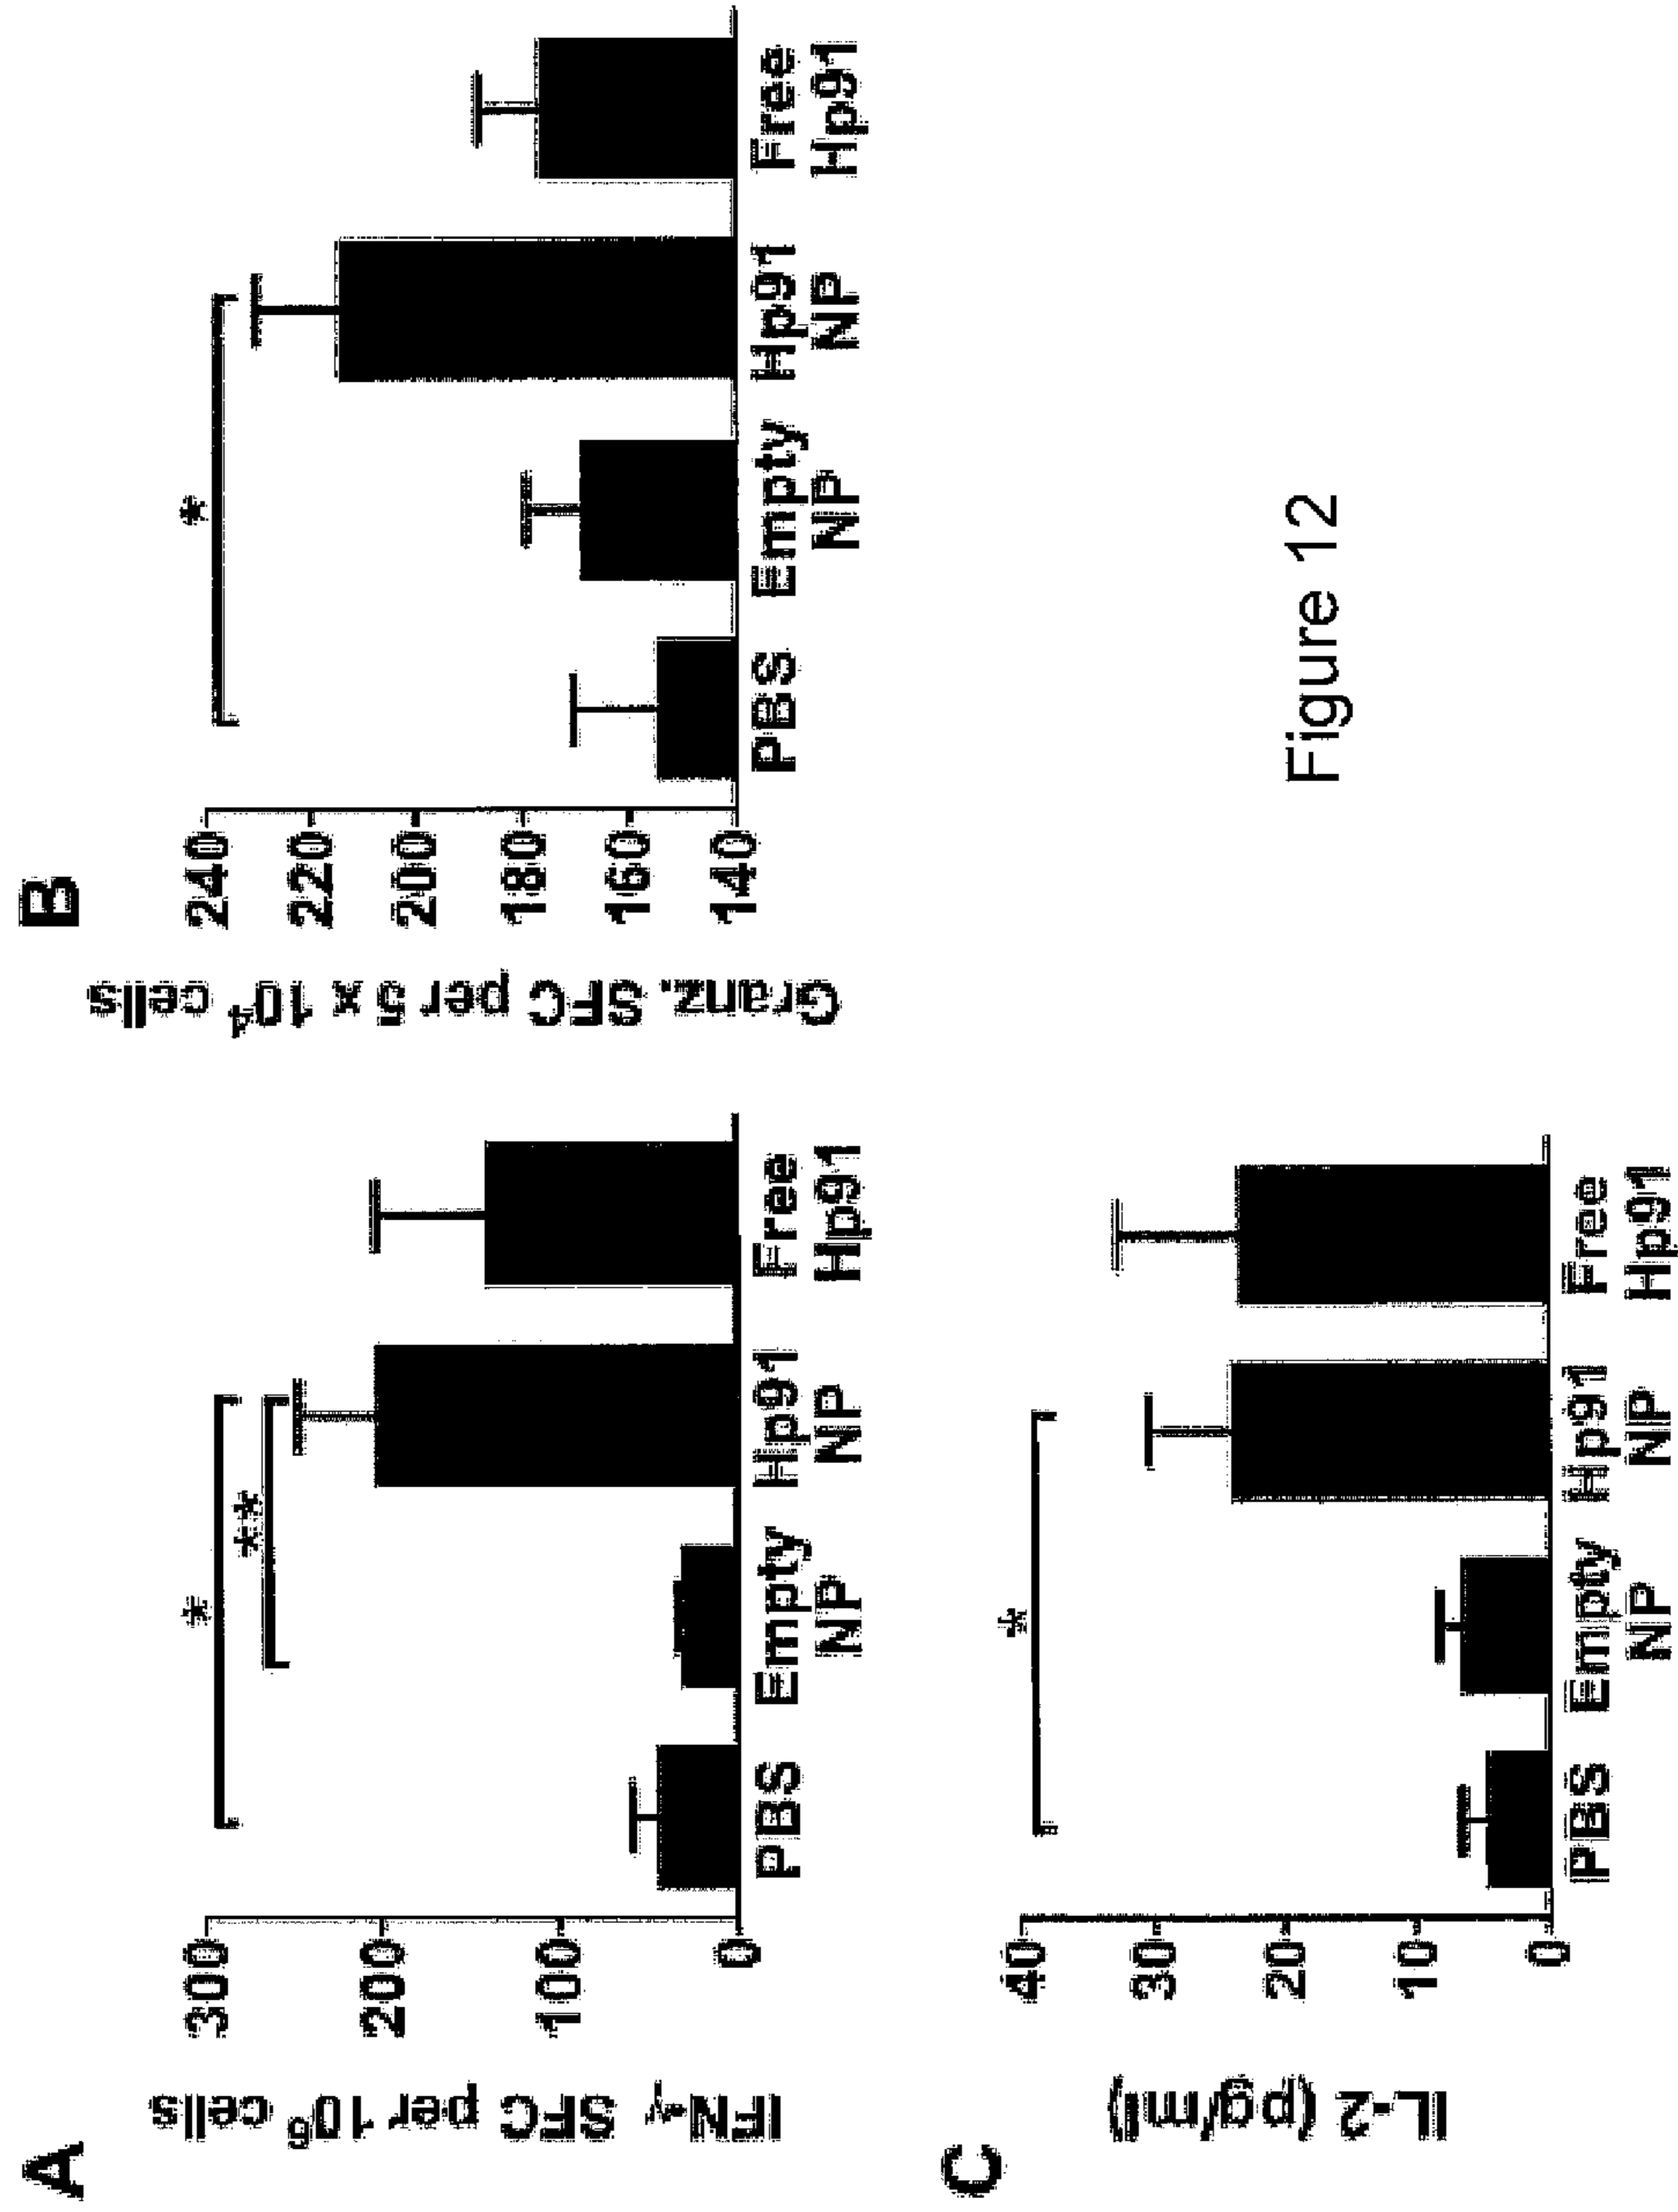 A
IFN-γ SFC per 10⁶ cells
300
200
100
0
*
**
PBS
Empty
NP
Hp91
NP
Free
Hp91
B
Granz. SFC per 5 x 10⁴ cells
240
220
200
180
160
140
*
PBS
Empty
NP
Hp91
NP
Free
Hp91
C
IL-2 (pg/ml)
40
30
20
10
0
*
PBS
Empty
NP
Hp91
NP
Free
Hp91
Figure 12